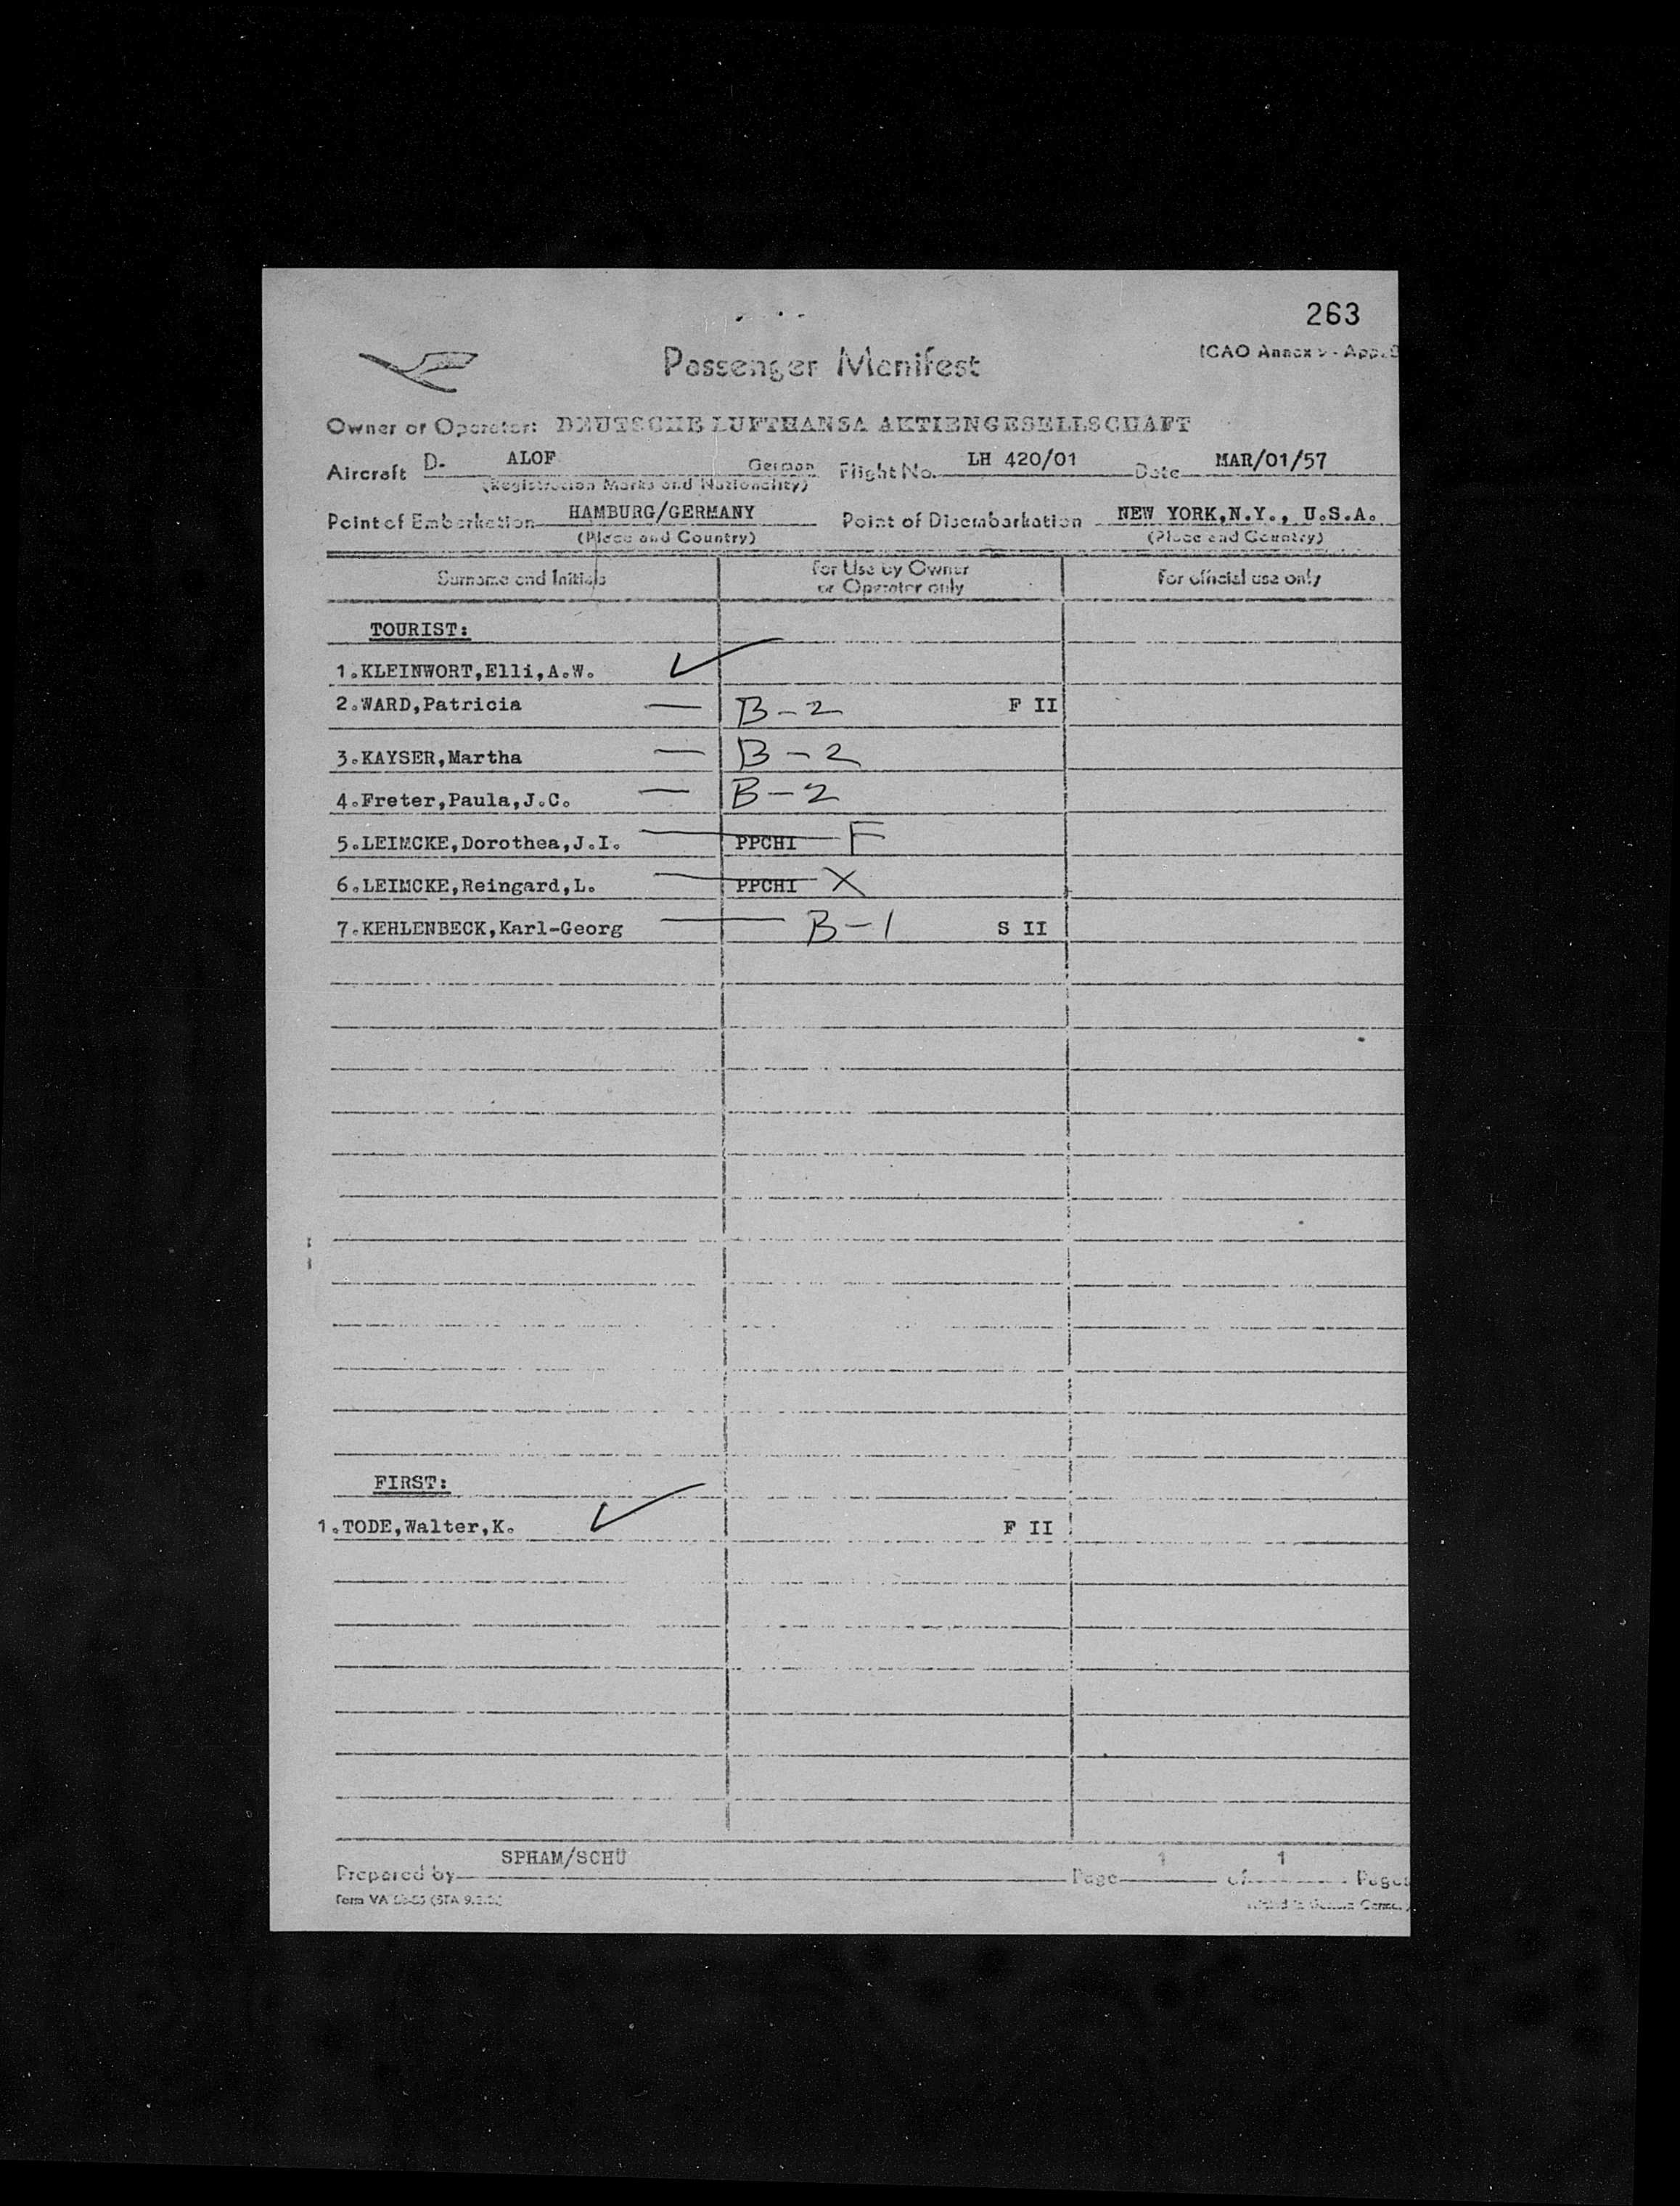 263
Passenger Manifest
ICAO Annex 9 - App.
Owner or Operator: DEUTSCHE LUFTHANSA AKTIENGESELLSCHAFT
Aircraft D- ALOF German Flight No. LH 420/01 Date MAR/01/57
(Registration Marks and Nationality)
Point of Embarkation HAMBURG/GERMANY Point of Disembarkation NEW YORK,N.Y., U.S.A.
(Place and Country) (Place and Country)
Surname and Initials For Use by Owner or Operator only For official use only
TOURIST:
1.KLEINWORT,Elli,A.W. ✓
2.WARD,Patricia — B-2 F II
3.KAYSER,Martha — B-2
4.Freter,Paula,J.C. — B-2
5.LEIMCKE,Dorothea,J.I. PPCHI F
6.LEIMCKE,Reingard,L. PPCHI X
7.KEHLENBECK,Karl-Georg — B-1 S II
FIRST:
1.TODE,Walter,K. ✓ F II
Prepared by SPHAM/SCHÜ Page 1 of 1 Pages
Form VA